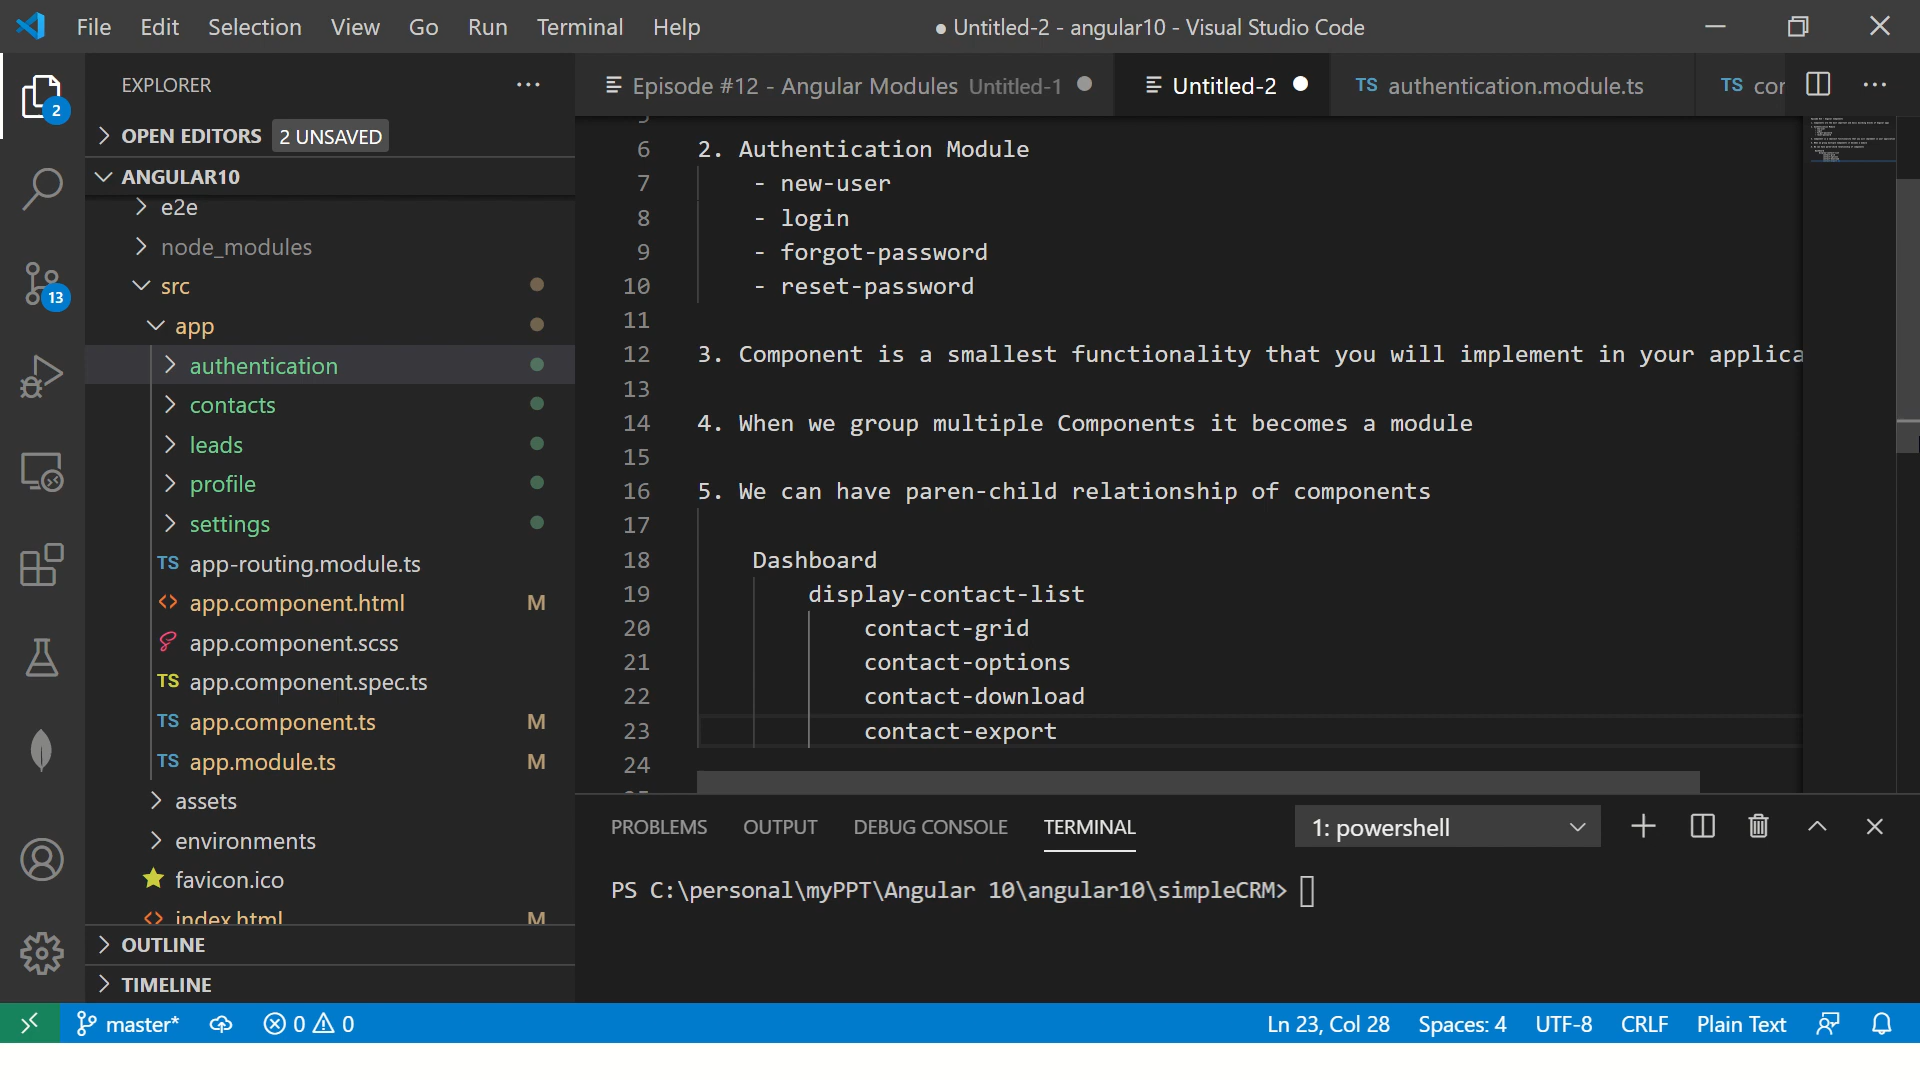 File Edit Selection View Go Run Terminal Help
● Untitled-2 - angular10 - Visual Studio Code
EXPLORER
OPEN EDITORS 2 UNSAVED
ANGULAR10
e2e
node_modules
src
app
authentication
contacts
leads
profile
settings
TS app-routing.module.ts
<> app.component.html M
app.component.scss
TS app.component.spec.ts
TS app.component.ts M
TS app.module.ts M
assets
environments
favicon.ico
<> index.html M
OUTLINE
TIMELINE
2
13
Episode #12 - Angular Modules Untitled-1
Untitled-2
TS authentication.module.ts
TS cor
5
6 2. Authentication Module
7 - new-user
8 - login
9 - forgot-password
10 - reset-password
11
12 3. Component is a smallest functionality that you will implement in your applica
13
14 4. When we group multiple Components it becomes a module
15
16 5. We can have paren-child relationship of components
17
18 Dashboard
19 display-contact-list
20 contact-grid
21 contact-options
22 contact-download
23 contact-export
24
PROBLEMS OUTPUT DEBUG CONSOLE TERMINAL 1: powershell
PS C:\personal\myPPT\Angular 10\angular10\simpleCRM>
master* 0 0 Ln 23, Col 28 Spaces: 4 UTF-8 CRLF Plain Text